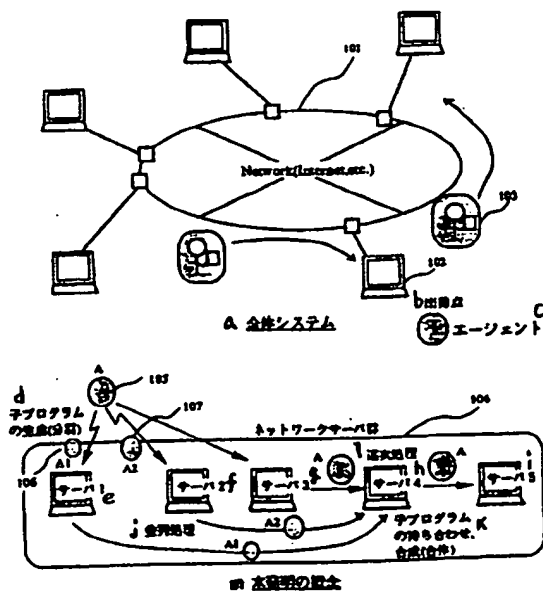 101
Network(Internet,etc.)
103
102
b 出発点
C
a 全体システム
エージェント
A
105
d
子プログラム
の生成(分裂)
107
ネットワークサーバ群
104
106
A1
A2
サーバ1 e
サーバ2 f
サーバ3 g
A
l 逐次処理
サーバ4 h
A
サーバ5 i
j 並列処理
A2
A1
子プログラム K
の待ち合わせ、
合成(合体)
m 本発明の概念